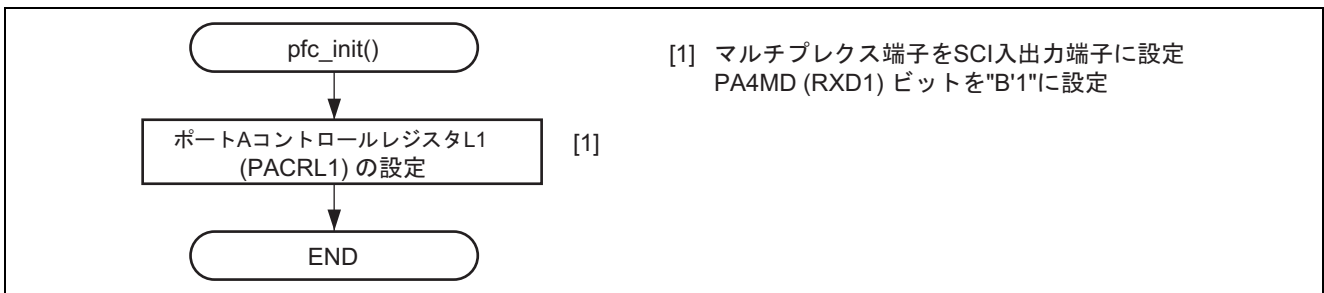 pfc_init()
ポートAコントロールレジスタL1
(PACRL1) の設定
[1]
END
[1] マルチプレクス端子をSCI入出力端子に設定
PA4MD (RXD1) ビットを"B'1"に設定